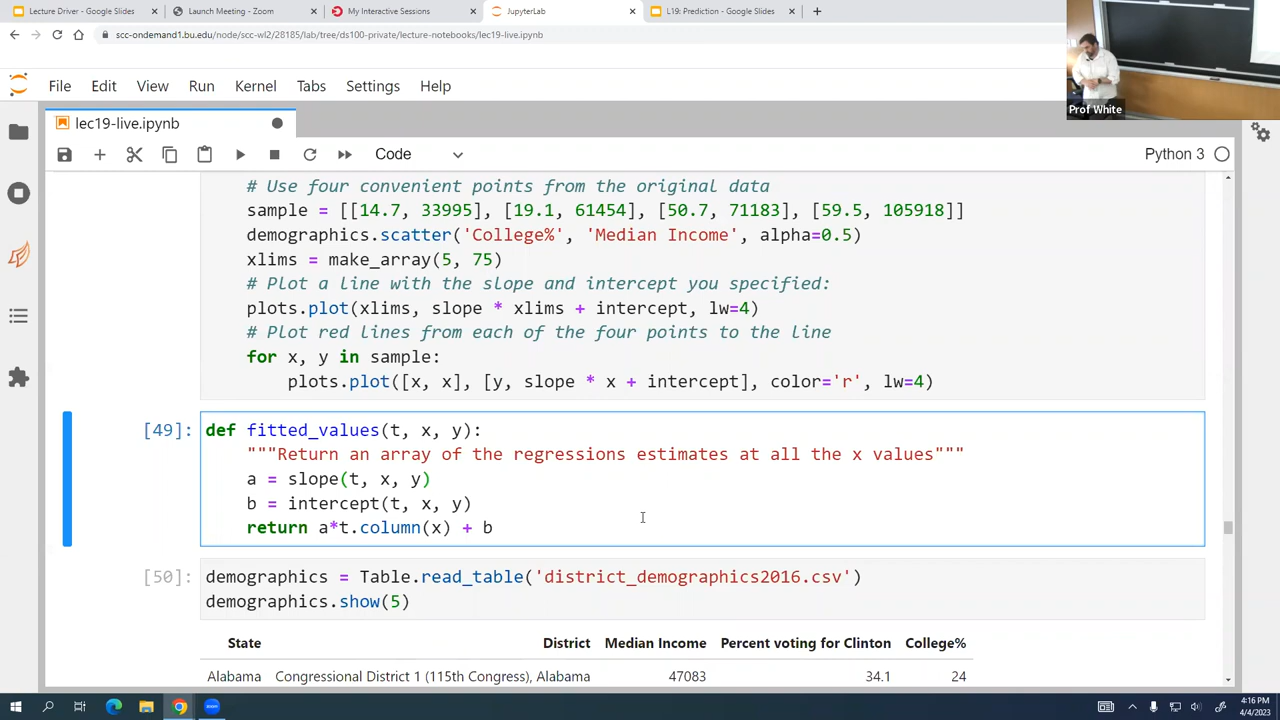 Lecture Driver - Google Slides
Launch Meeting - Zoom
My Interactive Sessions
JupyterLab
L19: Prediction - Google Slides
scc-ondemand1.bu.edu/node/scc-wl2/28185/lab/tree/ds100-private/lecture-notebooks/lec19-live.ipynb
Prof White
File Edit View Run Kernel Tabs Settings Help
lec19-live.ipynb
Code
Python 3
# Use four convenient points from the original data
sample = [[14.7, 33995], [19.1, 61454], [50.7, 71183], [59.5, 105918]]
demographics.scatter('College%', 'Median Income', alpha=0.5)
xlims = make_array(5, 75)
# Plot a line with the slope and intercept you specified:
plots.plot(xlims, slope * xlims + intercept, lw=4)
# Plot red lines from each of the four points to the line
for x, y in sample:
plots.plot([x, x], [y, slope * x + intercept], color='r', lw=4)
[49]: def fitted_values(t, x, y):
"""Return an array of the regressions estimates at all the x values"""
a = slope(t, x, y)
b = intercept(t, x, y)
return a*t.column(x) + b
[50]: demographics = Table.read_table('district_demographics2016.csv')
demographics.show(5)
State District Median Income Percent voting for Clinton College%
Alabama Congressional District 1 (115th Congress), Alabama 47083 34.1 24
4:16 PM
4/4/2023